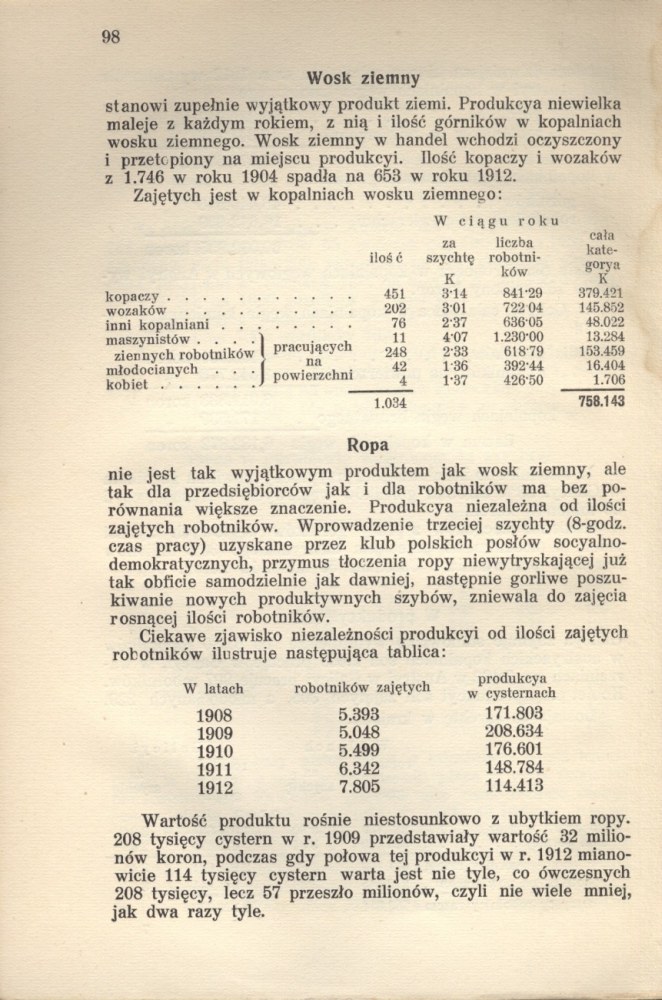 98
Wosk ziemny
stanowi zupełnie wyjątkowy produkt ziemi. Produkcya niewielka
maleje z każdym rokiem, z nią i ilość górników w kopalniach
wosku ziemnego. Wosk ziemny w handel wchodzi oczyszczony
i przetopiony na miejscu produkcyi. Ilość kopaczy i wozaków
z 1.746 w roku 1904 spadła na 653 w roku 1912.
Zajętych jest w kopalniach wosku ziemnego:
W ciągu roku
ilość za szychtę K liczba robotni-ków cała kate-gorya K
kopaczy . . . . . . . . . . . . 451 3·14 841·29 379.421
wozaków . . . . . . . . . . . 202 3·01 722 04 145.852
inni kopalniani . . . . . . . . 76 2·37 636·05 48.022
maszynistów . . . . 11 4·07 1.230·00 13.284
ziennych robotników pracujących 248 2·33 618·79 153.459
młodocianych . . . na 42 1·36 392·44 16.404
kobiet . . . . . . powierzchni 4 1·37 426·50 1.706
1.034 758.143
Ropa
nie jest tak wyjątkowym produktem jak wosk ziemny, ale
tak dla przedsiębiorców jak i dla robotników ma bez po-
równania większe znaczenie. Produkcya niezależna od ilości
zajętych robotników. Wprowadzenie trzeciej szychty (8-godz.
czas pracy) uzyskane przez klub polskich posłów socyalno-
demokratycznych, przymus tłoczenia ropy niewytryskającej już
tak obficie samodzielnie jak dawniej, następnie gorliwe poszu-
kiwanie nowych produktywnych szybów, zniewala do zajęcia
rosnącej ilości robotników.
Ciekawe zjawisko niezależności produkcyi od ilości zajętych
robotników ilustruje następująca tablica:
W latach robotników zajętych produkcya w cysternach
1908 5.393 171.803
1909 5.048 208.634
1910 5.499 176.601
1911 6.342 148.784
1912 7.805 114.413
Wartość produktu rośnie niestosunkowo z ubytkiem ropy.
208 tysięcy cystern w r. 1909 przedstawiały wartość 32 milio-
nów koron, podczas gdy połowa tej produkcyi w r. 1912 miano-
wicie 114 tysięcy cystern warta jest nie tyle, co ówczesnych
208 tysięcy, lecz 57 przeszło milionów, czyli nie wiele mniej,
jak dwa razy tyle.